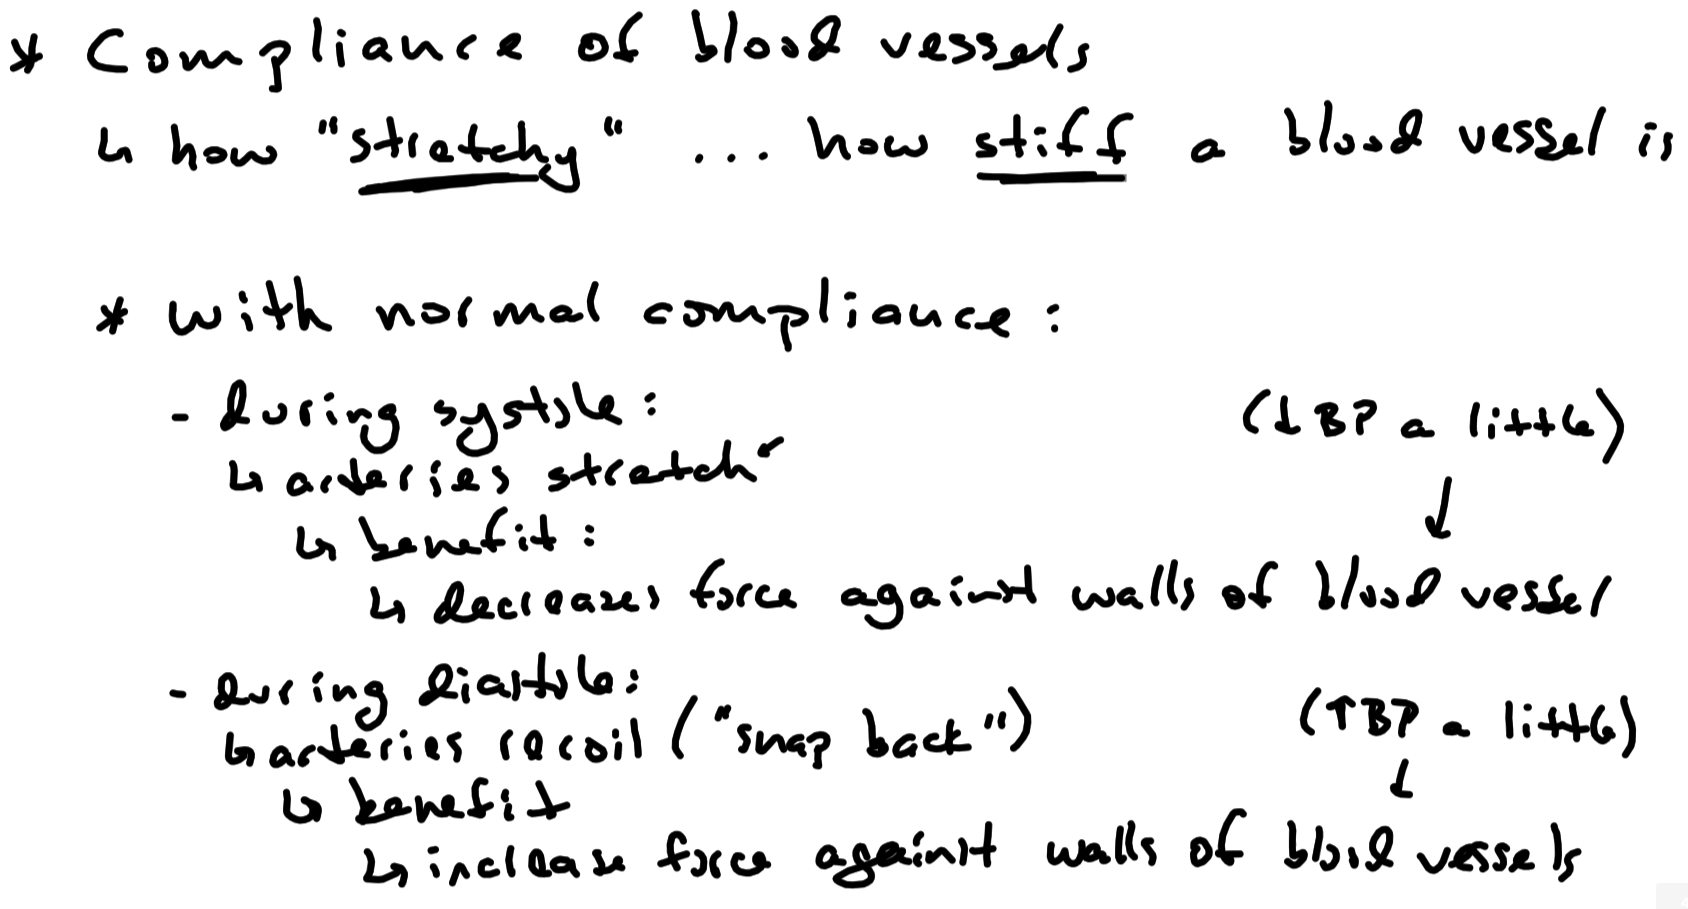 * Compliance of blood vessels
↳ how "stretchy" ... how stiff a blood vessel is
* with normal compliance:
- during systole:
(↓BP a little)
↳ arteries stretch
↓
↳ benefit:
↳ decreases force against walls of blood vessel
- during diastole:
(↑BP a little)
↳ arteries recoil ("snap back")
↓
↳ benefit
↳ increase force against walls of blood vessels